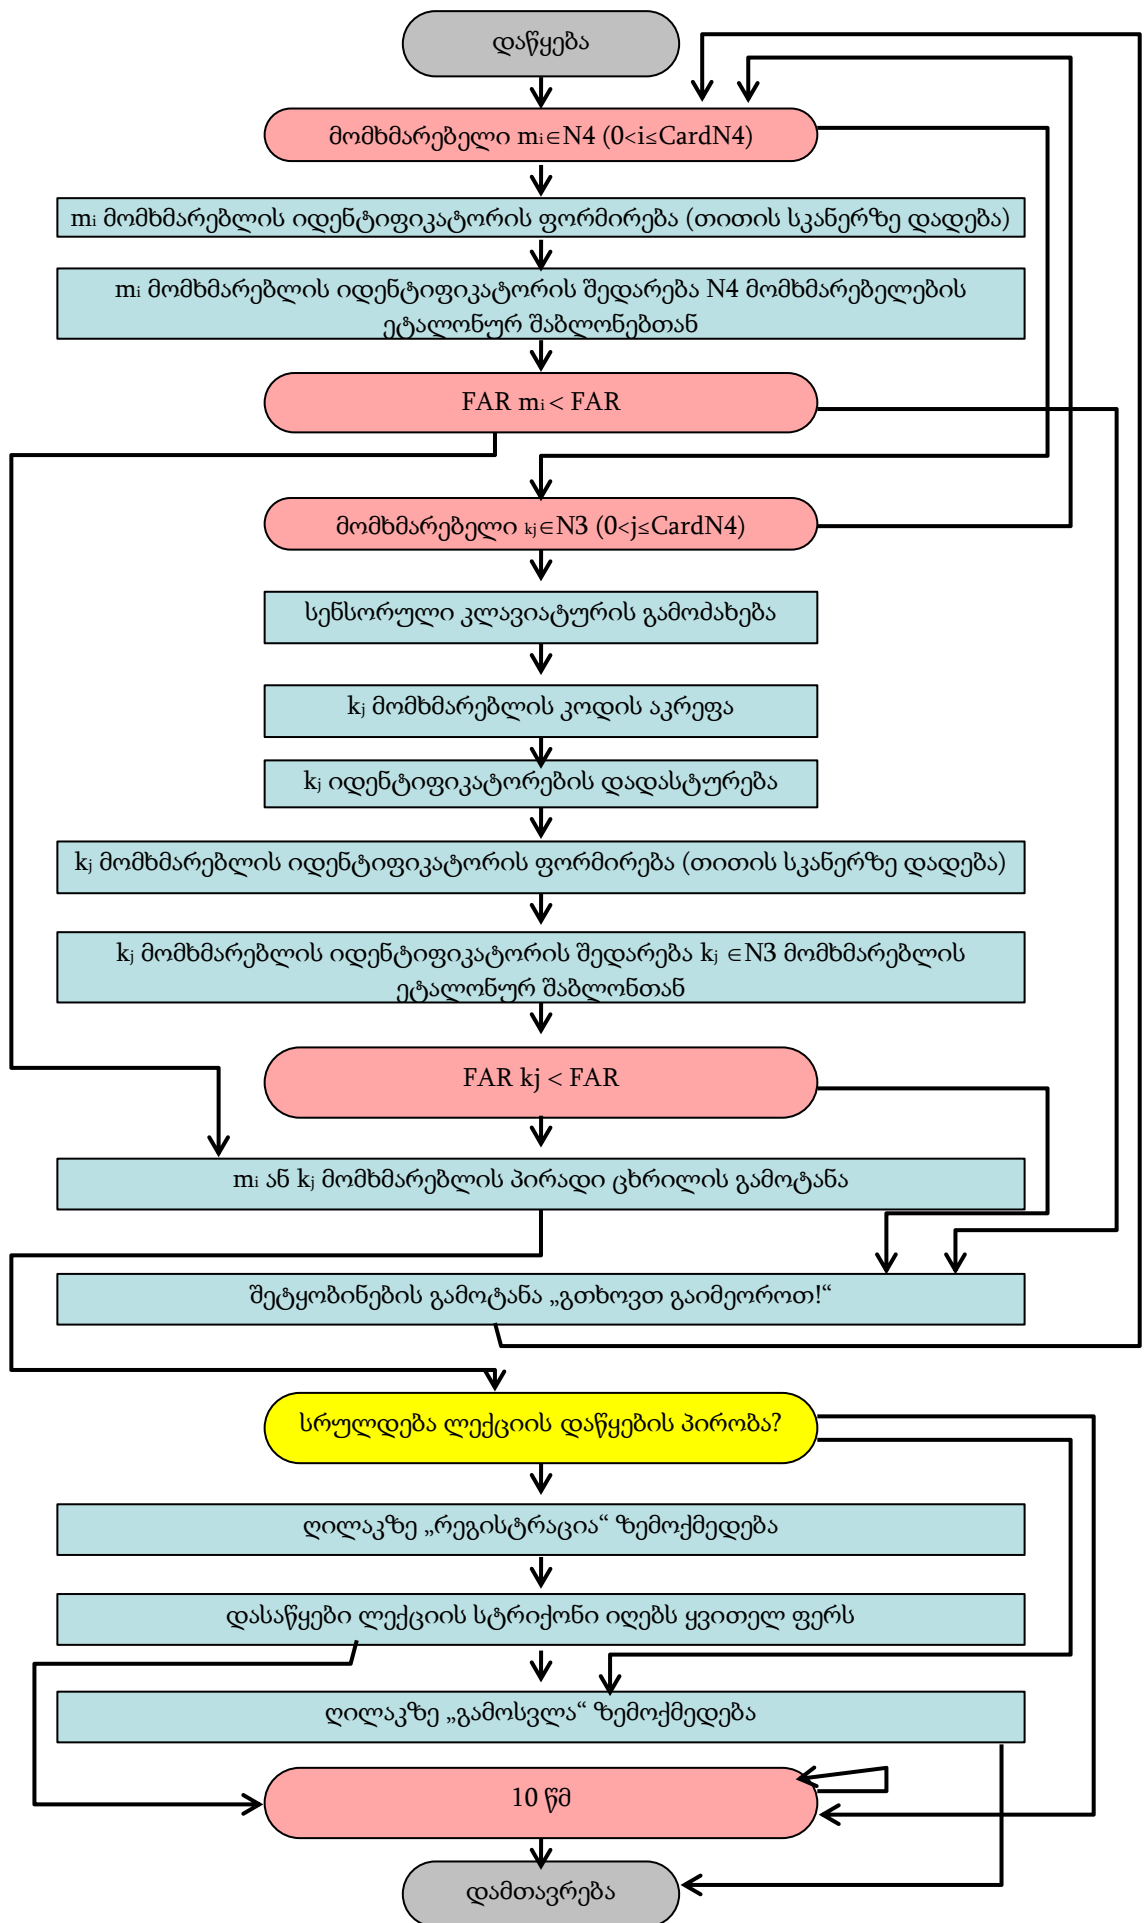 დაწყება
მომხმარებელი mi∈N4 (0<i≤CardN4)
mi მომხმარებლის იდენტიფიკატორის ფორმირება (თითის სკანერზე დადება)
mi მომხმარებლის იდენტიფიკატორის შედარება N4 მომხმარებელების
ეტალონურ შაბლონებთან
FAR mi < FAR
მომხმარებელი kj∈N3 (0<j≤CardN4)
სენსორული კლავიატურის გამოძახება
kj მომხმარებლის კოდის აკრეფა
kj იდენტიფიკატორების დადასტურება
kj მომხმარებლის იდენტიფიკატორის ფორმირება (თითის სკანერზე დადება)
kj მომხმარებლის იდენტიფიკატორის შედარება kj ∈N3 მომხმარებლის
ეტალონურ შაბლონთან
FAR kj < FAR
mi ან kj მომხმარებლის პირადი ცხრილის გამოტანა
შეტყობინების გამოტანა „გთხოვთ გაიმეოროთ!“
სრულდება ლექციის დაწყების პირობა?
ღილაკზე „რეგისტრაცია“ ზემოქმედება
დასაწყები ლექციის სტრიქონი იღებს ყვითელ ფერს
ღილაკზე „გამოსვლა“ ზემოქმედება
10 წმ
დამთავრება